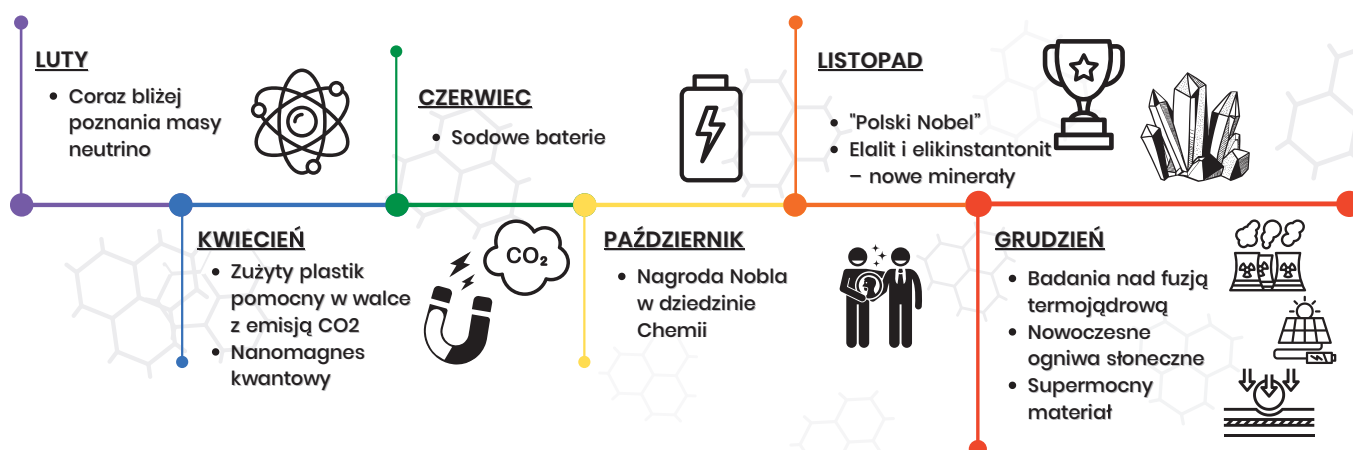 LUTY
• Coraz bliżej
poznania masy
neutrino
CZERWIEC
• Sodowe baterie
LISTOPAD
• "Polski Nobel”
• Elalit i elikinstantonit
– nowe minerały
KWIECIEŃ
• Zużyty plastik
pomocny w walce
z emisją CO2
• Nanomagnes
kwantowy
CO₂
PAŹDZIERNIK
• Nagroda Nobla
w dziedzinie
Chemii
GRUDZIEŃ
• Badania nad fuzją
termojądrową
• Nowoczesne
ogniwa słoneczne
• Supermocny
materiał